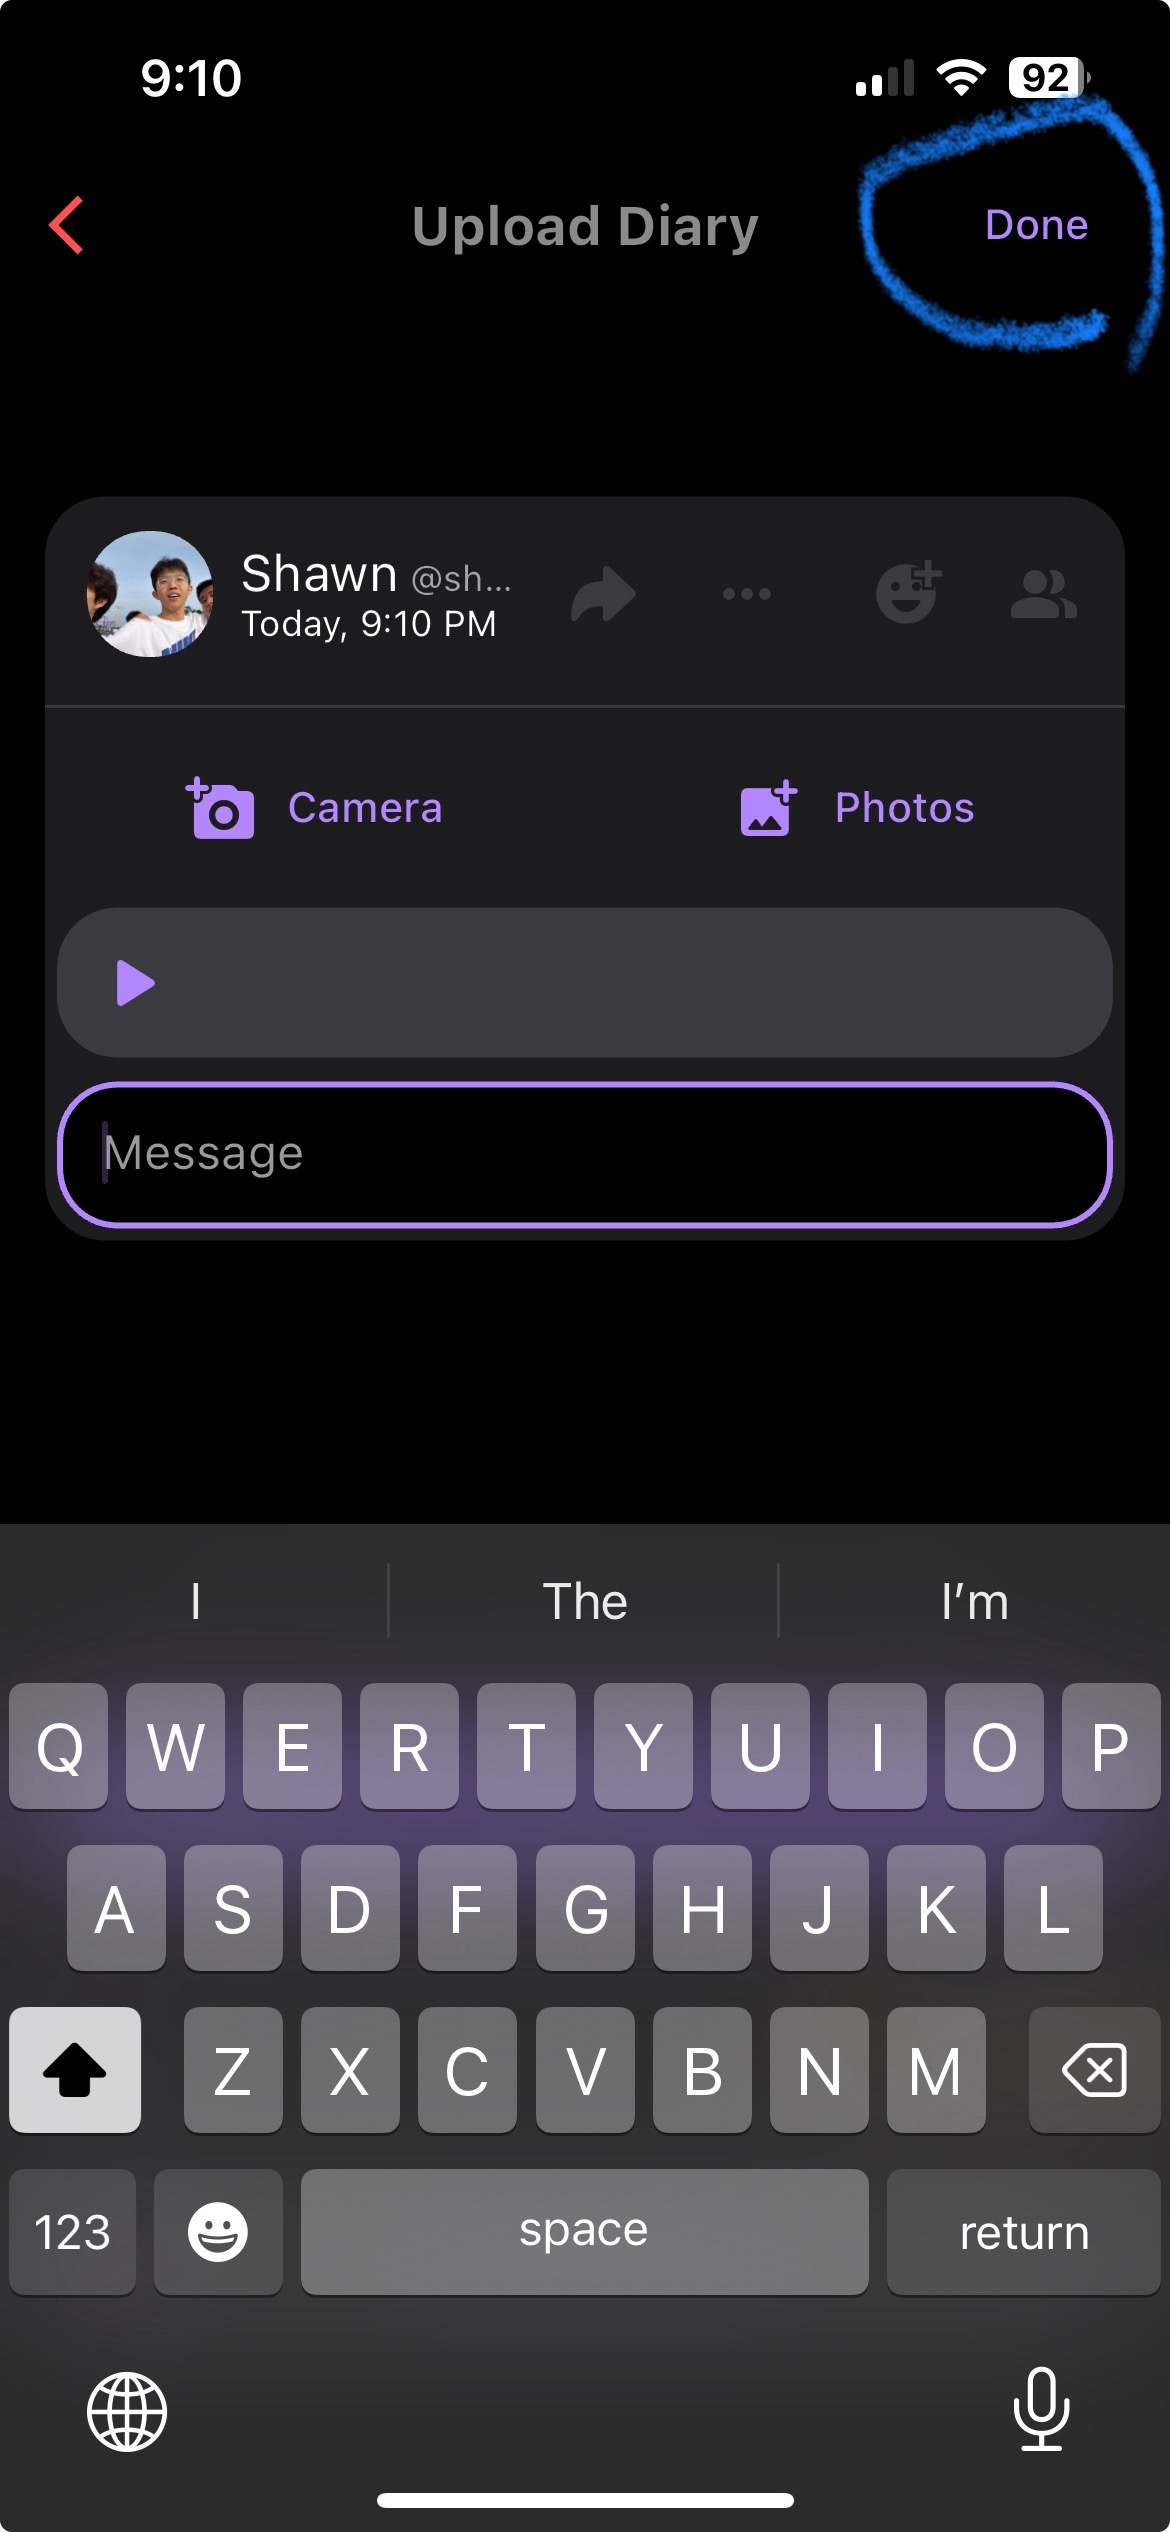 9:10
92
Upload Diary
Done
Shawn @sh...
Today, 9:10 PM
Camera
Photos
Message
I The I’m
Q W E R T Y U I O P
A S D F G H J K L
Z X C V B N M
123 space return